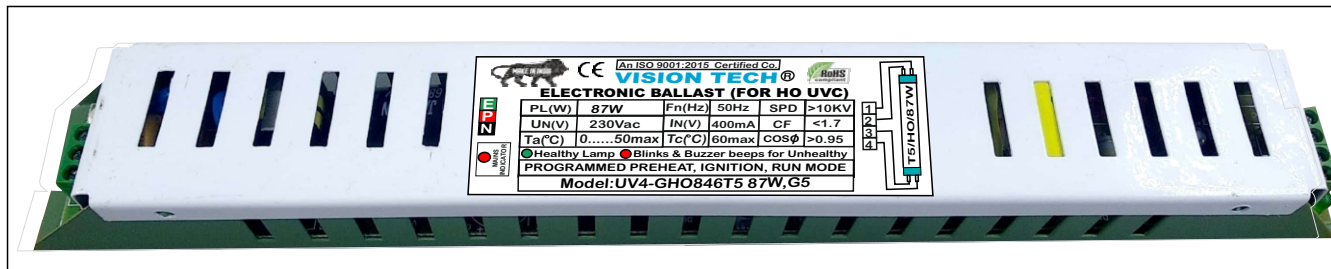 MAKE IN INDIA
CE
An ISO 9001:2015 Certified Co.
VISION TECH®
RoHS
compliant
ELECTRONIC BALLAST (FOR HO UVC)
E
P
N
PL(W) 87W Fn(Hz) 50Hz SPD >10KV
UN(V) 230Vac IN(V) 400mA CF <1.7
Ta(°C) 0......50max Tc(°C) 60max COSϕ >0.95
MAINS
INDICATOR
Healthy Lamp Blinks & Buzzer beeps for Unhealthy
PROGRAMMED PREHEAT, IGNITION, RUN MODE
Model:UV4-GHO846T5 87W,G5
1
2
3
4
T5/HO/87W